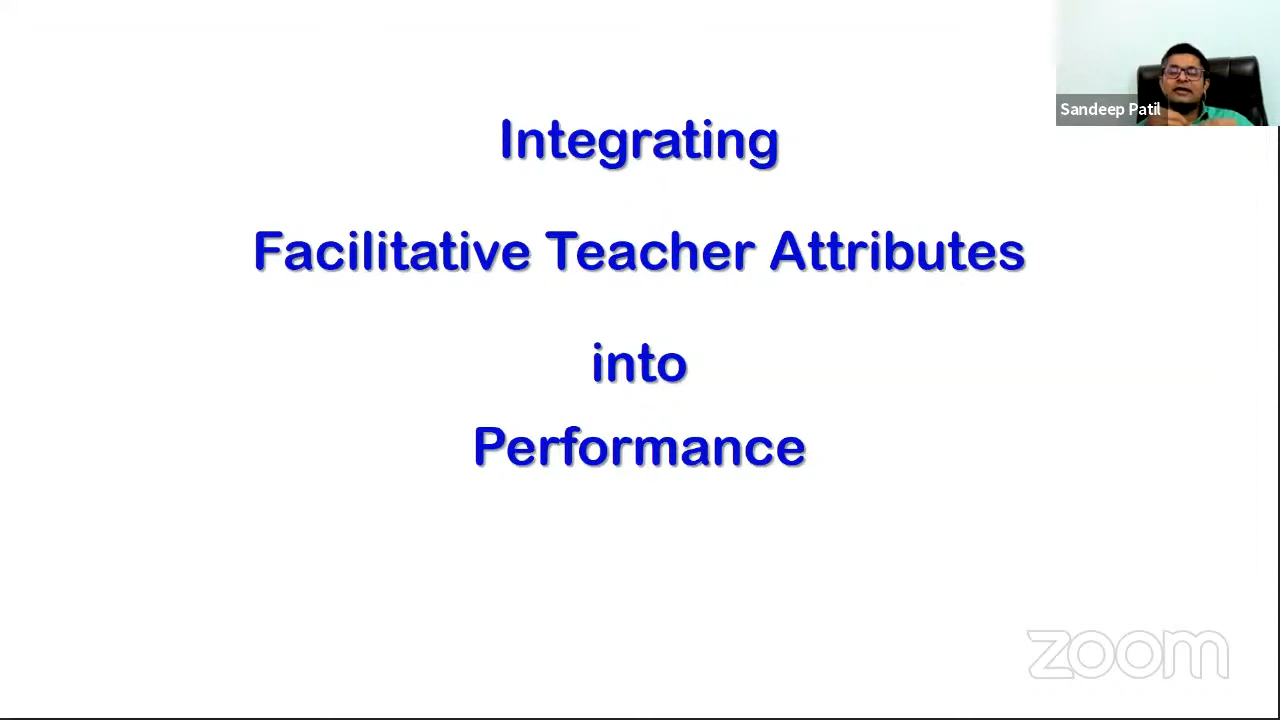 Sandeep Patil
Integrating
Facilitative Teacher Attributes
into
Performance
zoom